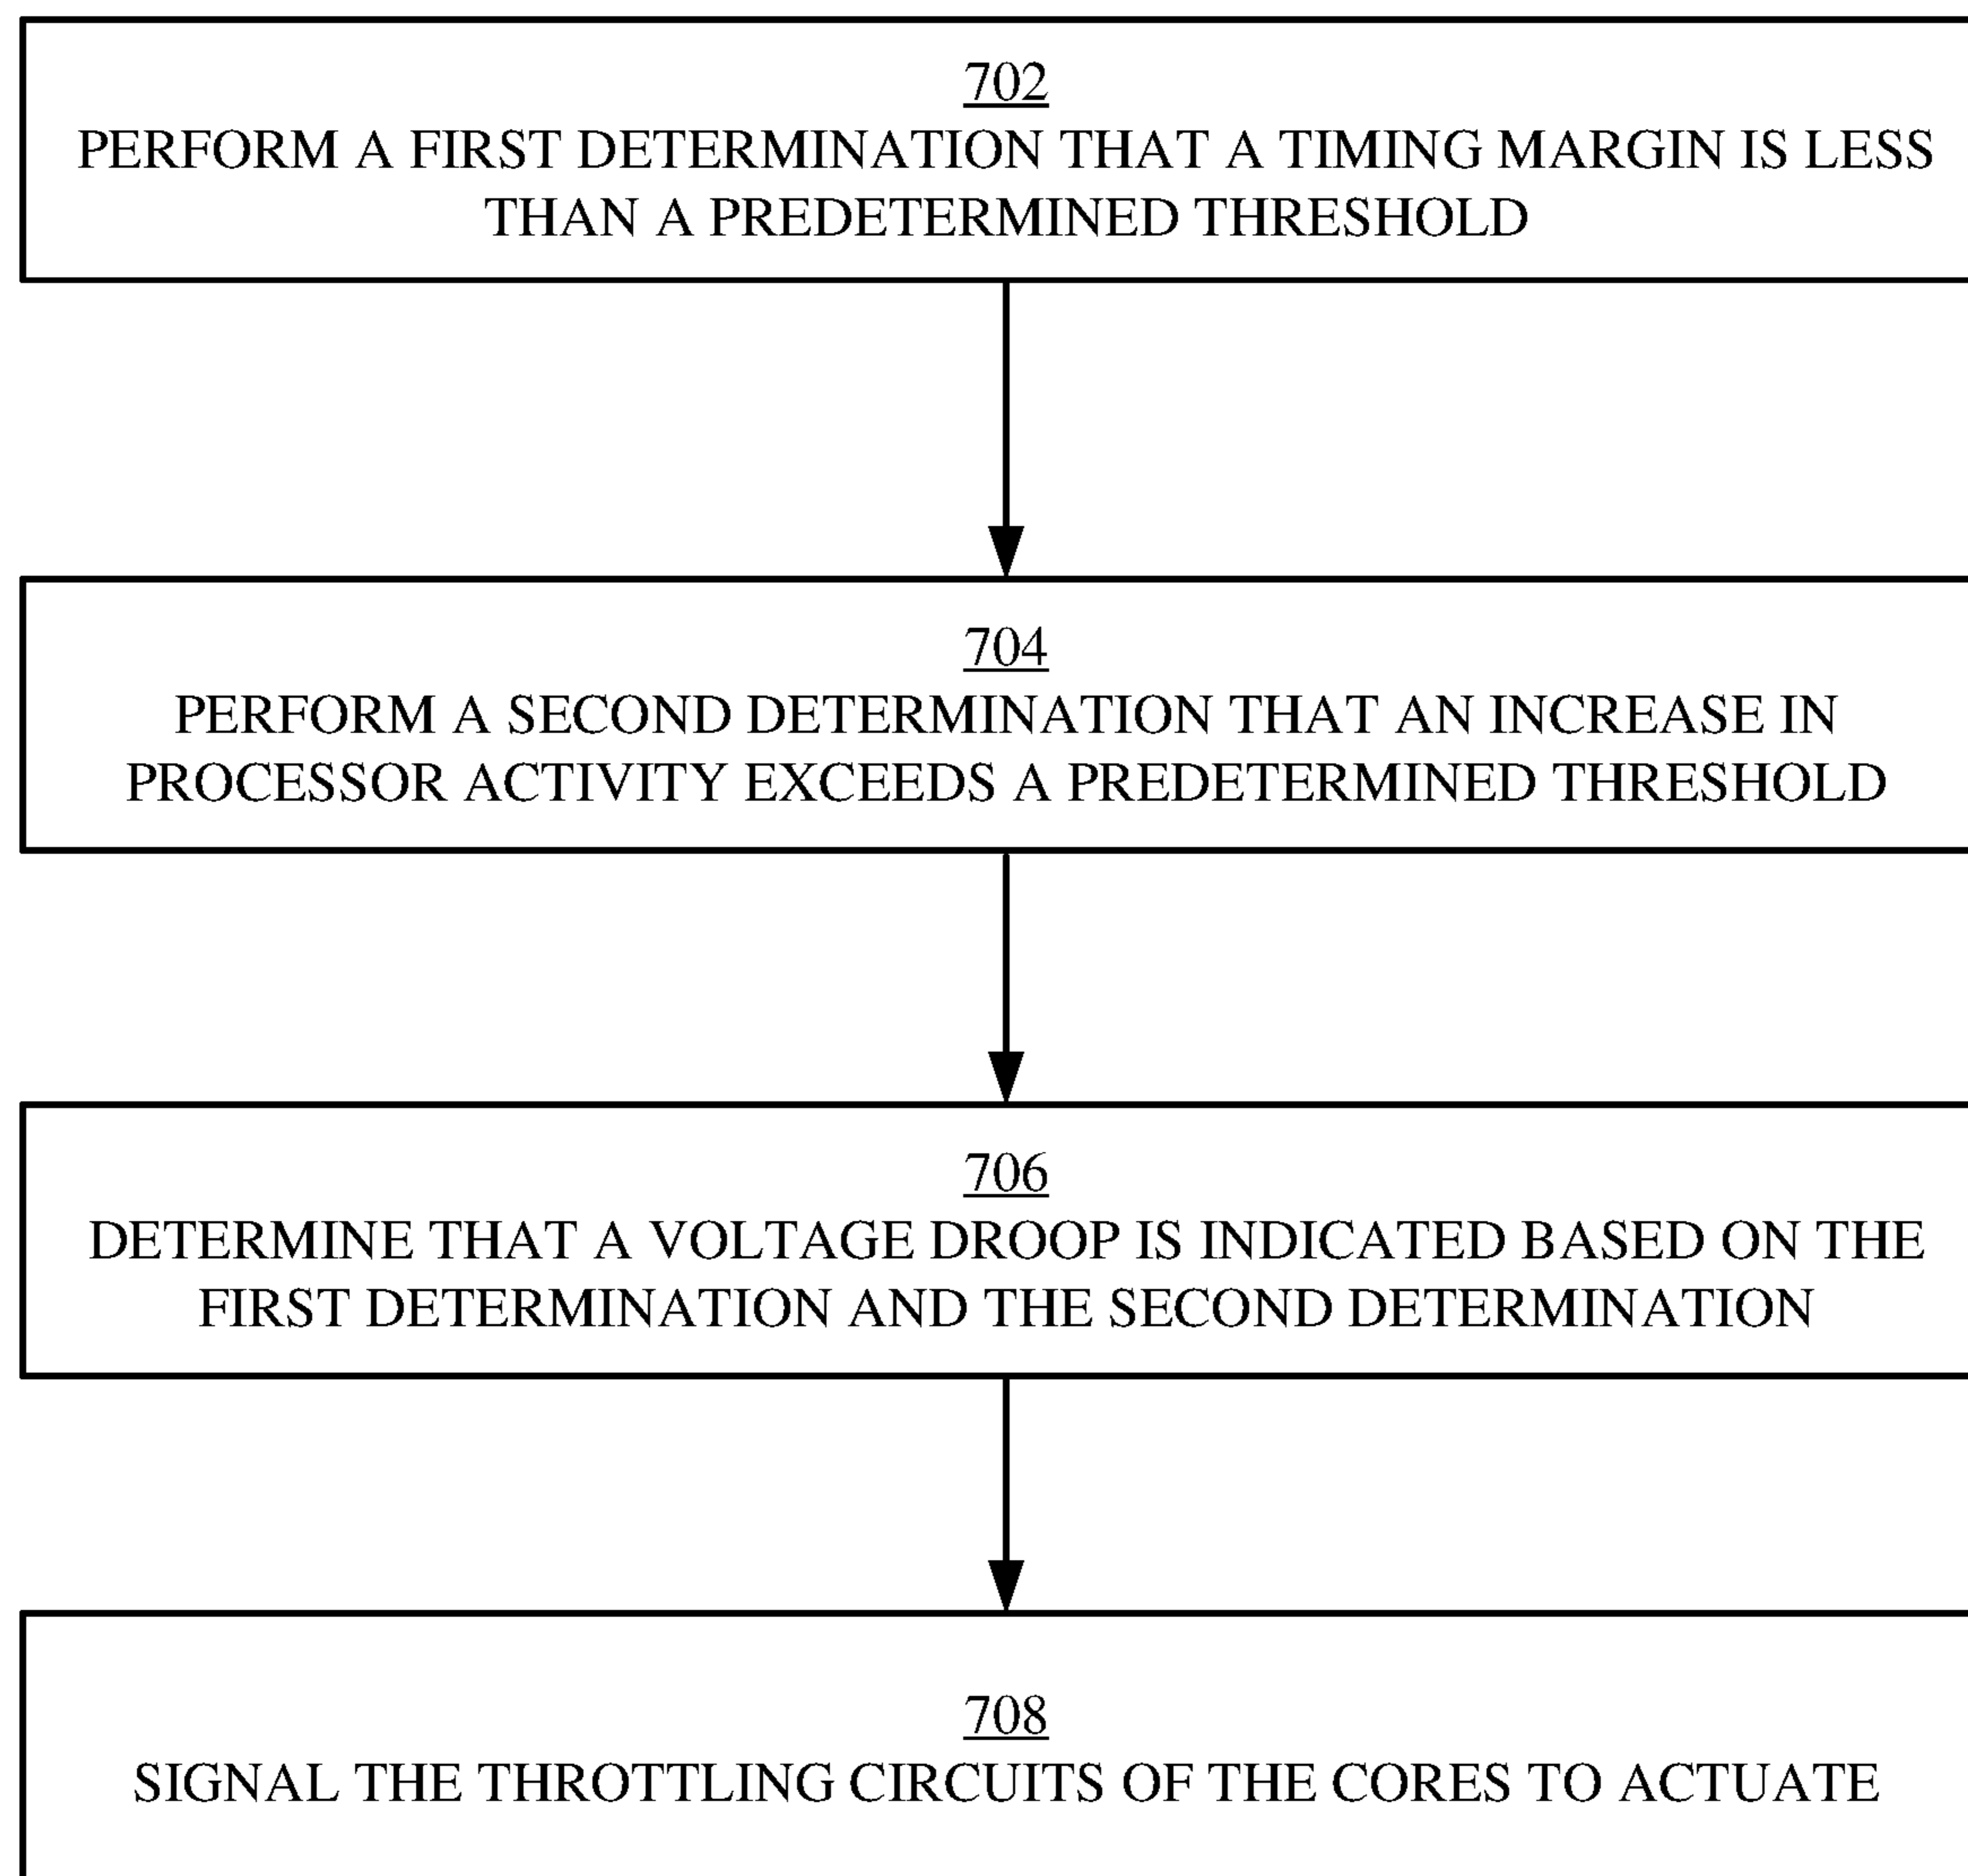 702
PERFORM A FIRST DETERMINATION THAT A TIMING MARGIN IS LESS
THAN A PREDETERMINED THRESHOLD
704
PERFORM A SECOND DETERMINATION THAT AN INCREASE IN
PROCESSOR ACTIVITY EXCEEDS A PREDETERMINED THRESHOLD
706
DETERMINE THAT A VOLTAGE DROOP IS INDICATED BASED ON THE
FIRST DETERMINATION AND THE SECOND DETERMINATION
708
SIGNAL THE THROTTLING CIRCUITS OF THE CORES TO ACTUATE